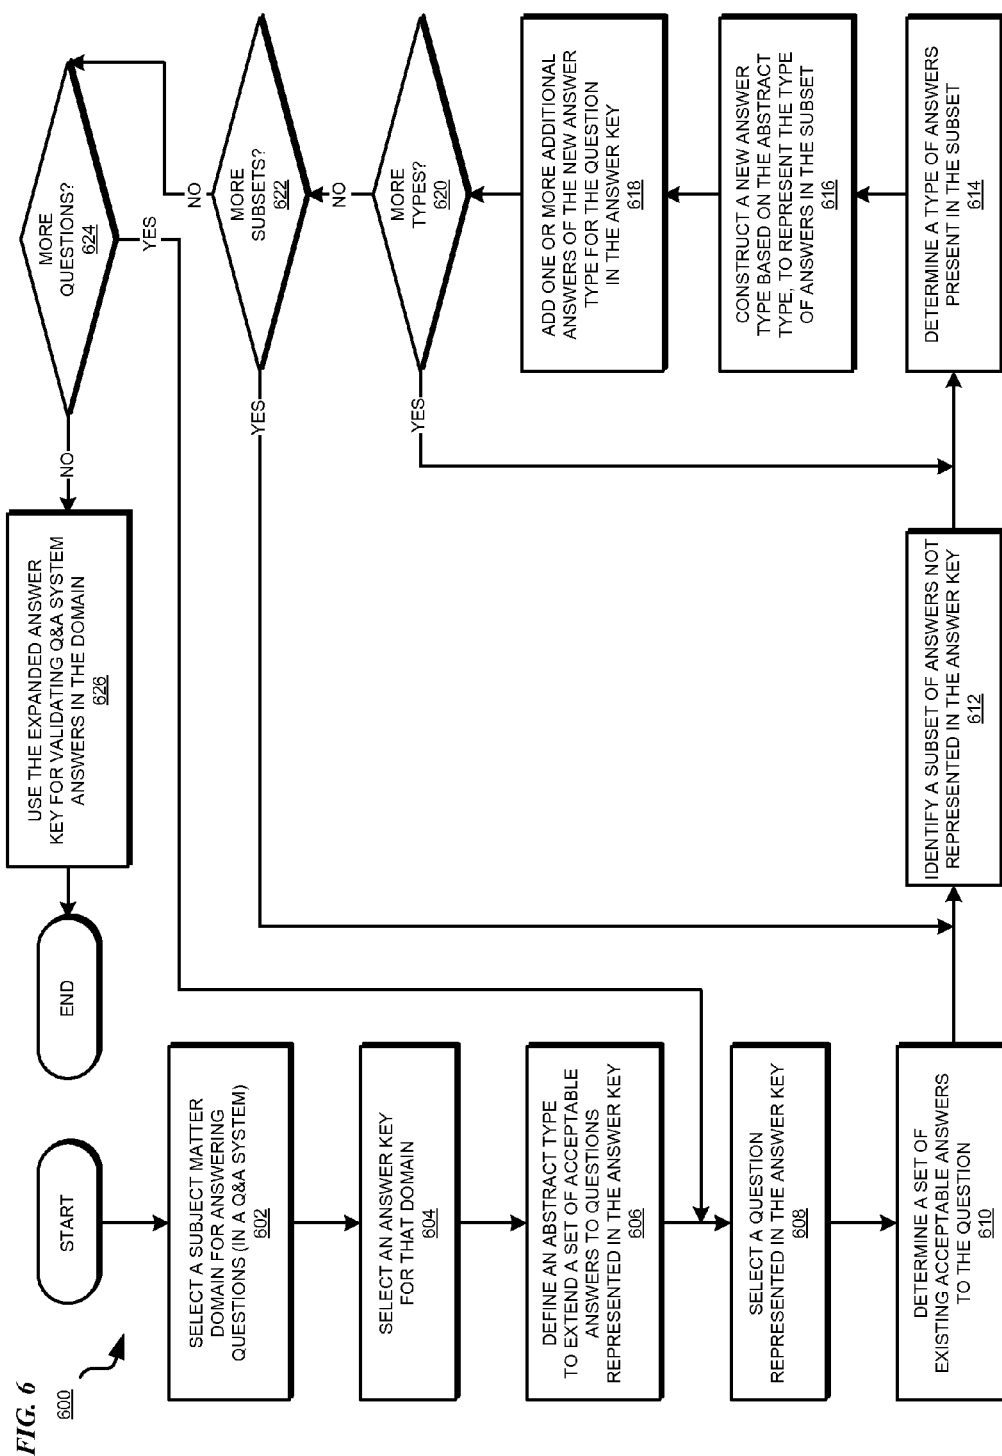 FIG. 6
600
START
SELECT A SUBJECT MATTER
DOMAIN FOR ANSWERING
QUESTIONS (IN A Q&A SYSTEM)
602
SELECT AN ANSWER KEY
FOR THAT DOMAIN
604
DEFINE AN ABSTRACT TYPE
TO EXTEND A SET OF ACCEPTABLE
ANSWERS TO QUESTIONS
REPRESENTED IN THE ANSWER KEY
606
SELECT A QUESTION
REPRESENTED IN THE ANSWER KEY
608
DETERMINE A SET OF
EXISTING ACCEPTABLE ANSWERS
TO THE QUESTION
610
IDENTIFY A SUBSET OF ANSWERS NOT
REPRESENTED IN THE ANSWER KEY
612
DETERMINE A TYPE OF ANSWERS
PRESENT IN THE SUBSET
614
CONSTRUCT A NEW ANSWER
TYPE BASED ON THE ABSTRACT
TYPE, TO REPRESENT THE TYPE
OF ANSWERS IN THE SUBSET
616
ADD ONE OR MORE ADDITIONAL
ANSWERS OF THE NEW ANSWER
TYPE FOR THE QUESTION
IN THE ANSWER KEY
618
MORE
TYPES?
620
YES
NO
MORE
SUBSETS?
622
YES
NO
MORE
QUESTIONS?
624
YES
NO
USE THE EXPANDED ANSWER
KEY FOR VALIDATING Q&A SYSTEM
ANSWERS IN THE DOMAIN
626
END